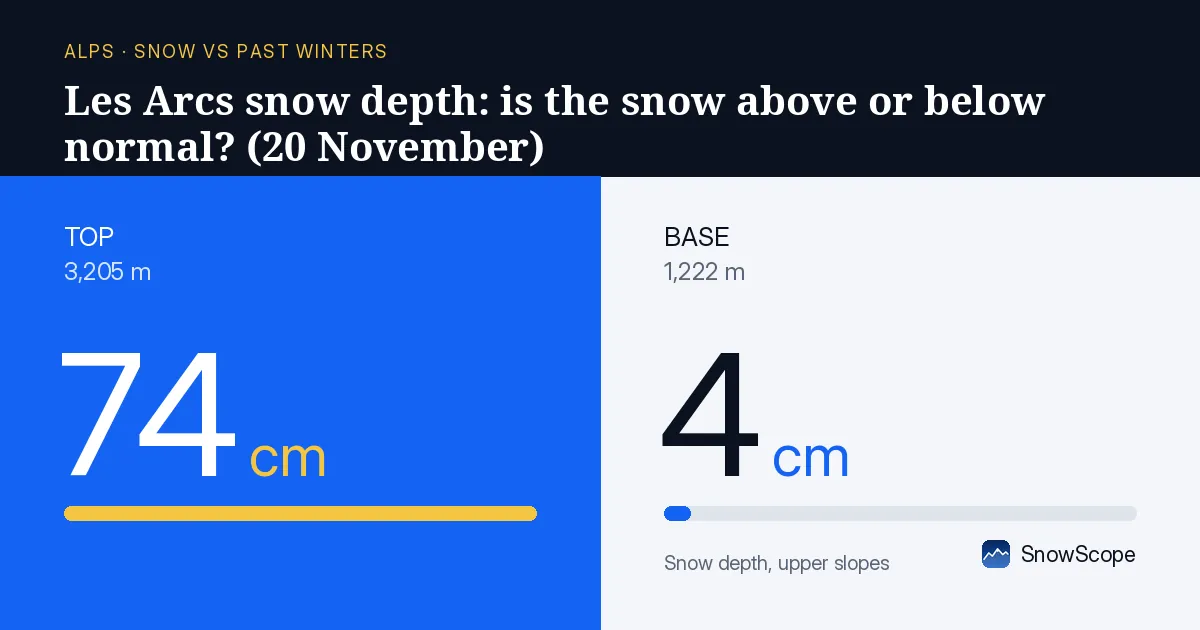 ALPS · SNOW VS PAST WINTERS
Les Arcs snow depth: is the snow above or below
normal? (20 November)
TOP
3,205 m
74 cm
BASE
1,222 m
4 cm
Snow depth, upper slopes
SnowScope